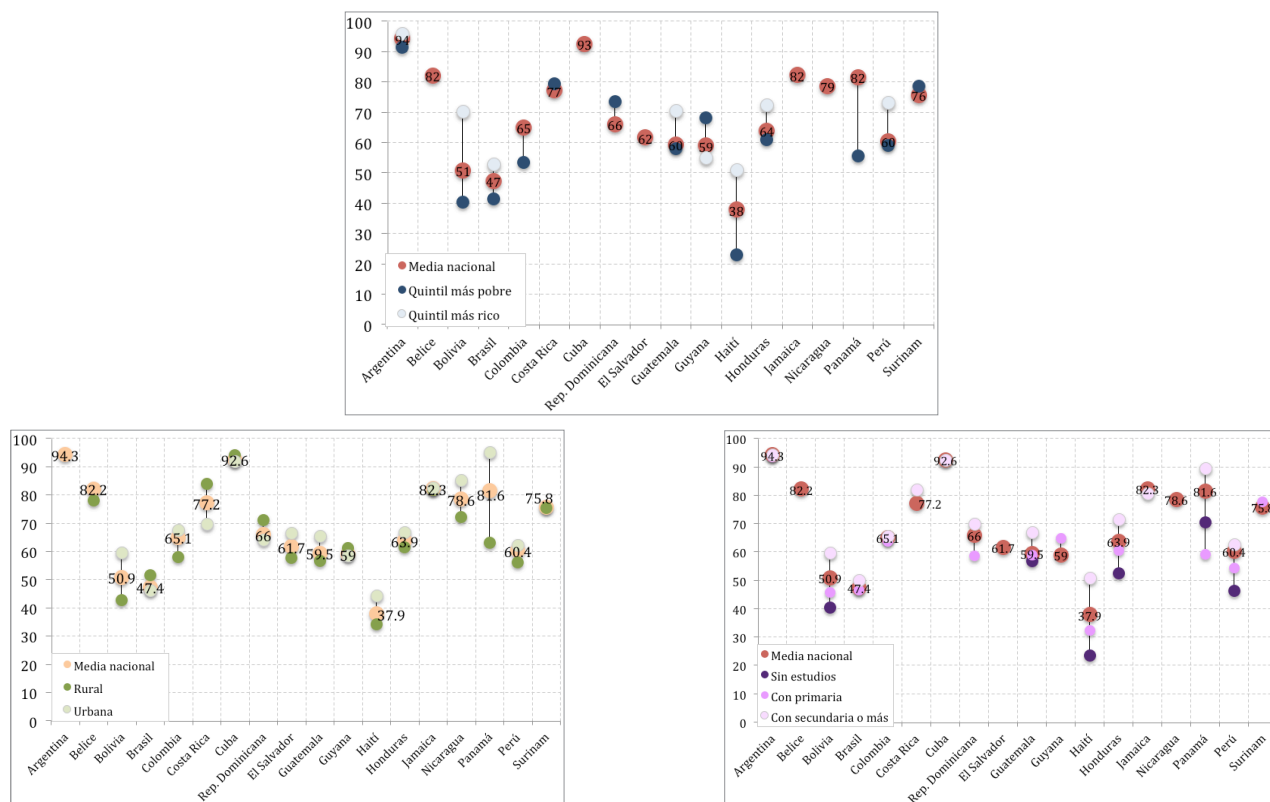 100
90
80
70
60
50
40
30
20
10
0
94
82
51
47
65
77
93
66
62
60
59
38
64
82
79
82
60
76
Media nacional
Quintil más pobre
Quintil más rico
Argentina
Belice
Bolivia
Brasil
Colombia
Costa Rica
Cuba
Rep. Dominicana
El Salvador
Guatemala
Guyana
Haití
Honduras
Jamaica
Nicaragua
Panamá
Perú
Surinam
100
90
80
70
60
50
40
30
20
10
0
94.3
82.2
50.9
47.4
65.1
77.2
92.6
66
61.7
59.5
59
37.9
63.9
82.3
78.6
81.6
60.4
75.8
Media nacional
Rural
Urbana
Argentina
Belice
Bolivia
Brasil
Colombia
Costa Rica
Cuba
Rep. Dominicana
El Salvador
Guatemala
Guyana
Haití
Honduras
Jamaica
Nicaragua
Panamá
Perú
Surinam
100
90
80
70
60
50
40
30
20
10
0
94.3
82.2
50.9
47.4
65.1
77.2
92.6
66
61.7
59.5
59
37.9
63.9
82.3
78.6
81.6
60.4
75.8
Media nacional
Sin estudios
Con primaria
Con secundaria o más
Argentina
Belice
Bolivia
Brasil
Colombia
Costa Rica
Cuba
Rep. Dominicana
El Salvador
Guatemala
Guyana
Haití
Honduras
Jamaica
Nicaragua
Panamá
Perú
Surinam